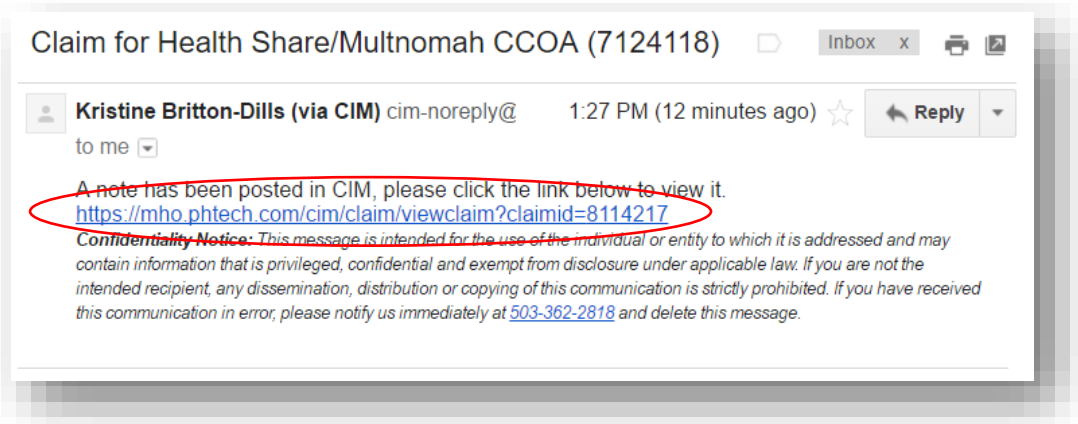 Claim for Health Share/Multnomah CCOA (7124118) Inbox x
Kristine Britton-Dills (via CIM) cim-noreply@ 1:27 PM (12 minutes ago) Reply
to me
A note has been posted in CIM, please click the link below to view it.
https://mho.phtech.com/cim/claim/viewclaim?claimid=8114217
Confidentiality Notice: This message is intended for the use of the individual or entity to which it is addressed and may
contain information that is privileged, confidential and exempt from disclosure under applicable law. If you are not the
intended recipient, any dissemination, distribution or copying of this communication is strictly prohibited. If you have received
this communication in error, please notify us immediately at 503-362-2818 and delete this message.